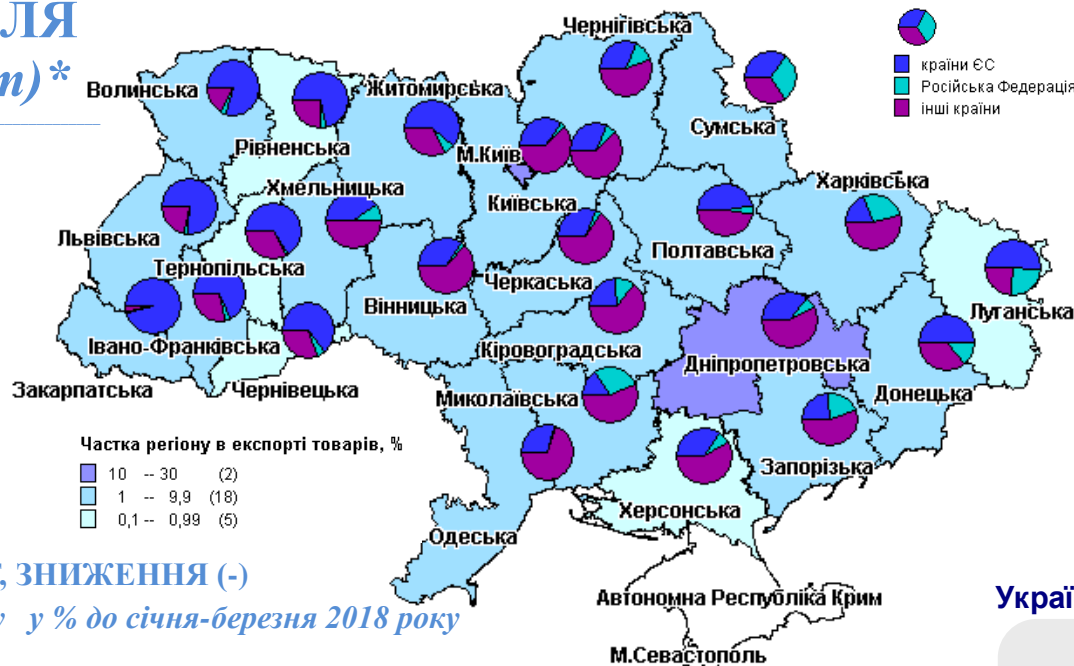 ЛЯ
т)*
країни ЄС
Російська Федерація
інші країни
Чернігівська
Волинська
Житомирська
Сумська
Рівненська
М.Київ
Хмельницька
Харківська
Київська
Львівська
Полтавська
Тернопільська
Черкаська
Вінницька
Луганська
Івано-Франківська
Кіровоградська
Дніпропетровська
Закарпатська
Чернівецька
Миколаївська
Донецька
Частка регіону в експорті товарів, %
10 -- 30 (2)
1 -- 9,9 (18)
0,1 -- 0,99 (5)
Запорізька
Херсонська
Одеська
, ЗНИЖЕННЯ (-)
у % до січня-березня 2018 року
Автономна Республіка Крим
Украї
М.Севастополь